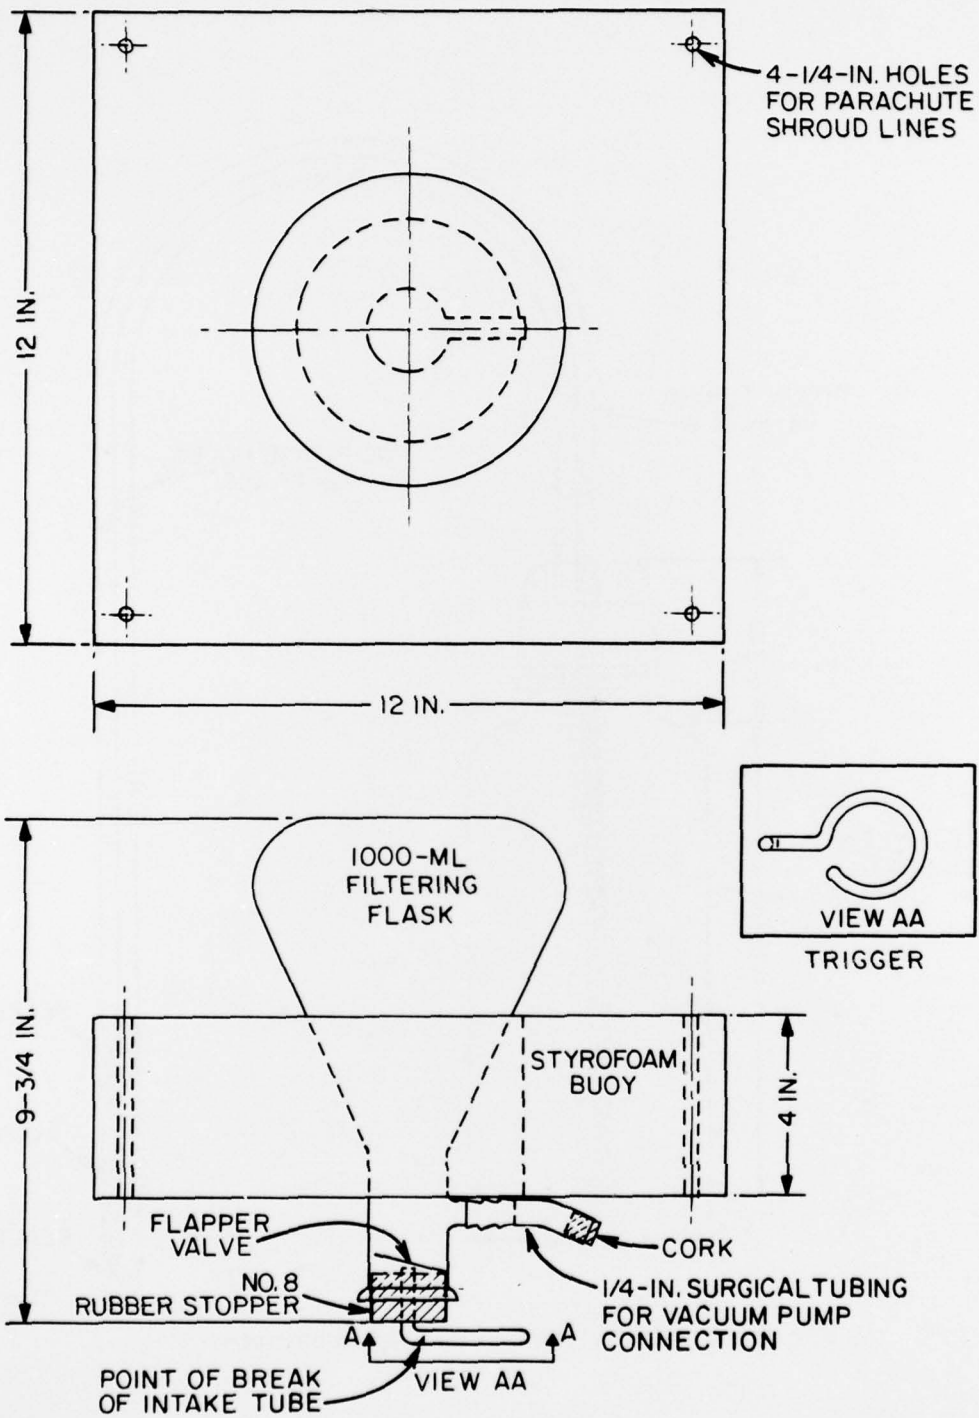 4-1/4-IN. HOLES
FOR PARACHUTE
SHROUD LINES
12 IN.
12 IN.
1000-ML
FILTERING
FLASK
VIEW AA
TRIGGER
9-3/4 IN.
STYROFOAM
BUOY
4 IN.
FLAPPER
VALVE
CORK
NO. 8
RUBBER STOPPER
1/4-IN. SURGICAL TUBING
FOR VACUUM PUMP
CONNECTION
A
A
VIEW AA
POINT OF BREAK
OF INTAKE TUBE